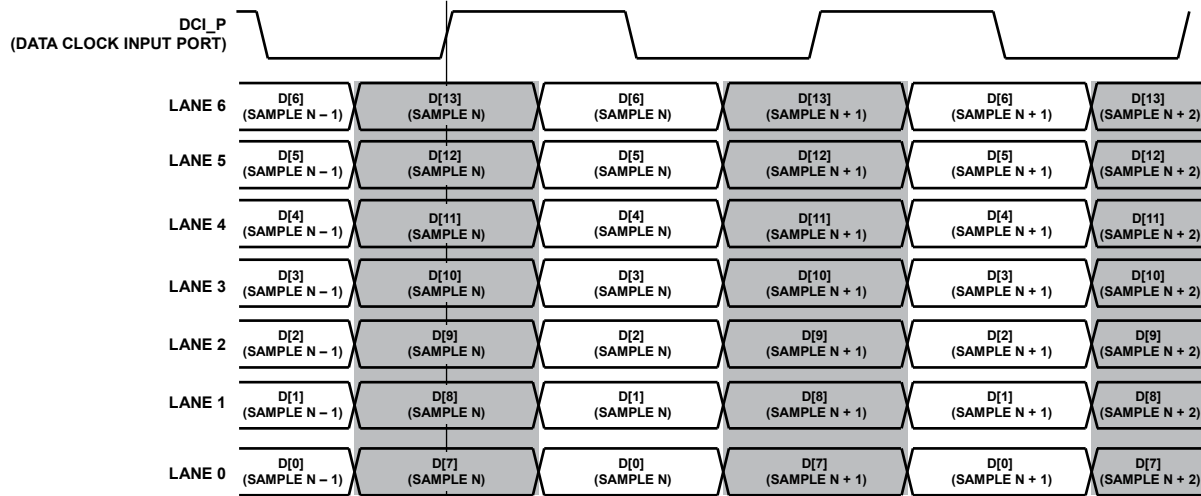 DCI_P
(DATA CLOCK INPUT PORT)
LANE 6
D[6]
(SAMPLE N – 1)
D[13]
(SAMPLE N)
D[6]
(SAMPLE N)
D[13]
(SAMPLE N + 1)
D[6]
(SAMPLE N + 1)
D[13]
(SAMPLE N + 2)
LANE 5
D[5]
(SAMPLE N – 1)
D[12]
(SAMPLE N)
D[5]
(SAMPLE N)
D[12]
(SAMPLE N + 1)
D[5]
(SAMPLE N + 1)
D[12]
(SAMPLE N + 2)
LANE 4
D[4]
(SAMPLE N – 1)
D[11]
(SAMPLE N)
D[4]
(SAMPLE N)
D[11]
(SAMPLE N + 1)
D[4]
(SAMPLE N + 1)
D[11]
(SAMPLE N + 2)
LANE 3
D[3]
(SAMPLE N – 1)
D[10]
(SAMPLE N)
D[3]
(SAMPLE N)
D[10]
(SAMPLE N + 1)
D[3]
(SAMPLE N + 1)
D[10]
(SAMPLE N + 2)
LANE 2
D[2]
(SAMPLE N – 1)
D[9]
(SAMPLE N)
D[2]
(SAMPLE N)
D[9]
(SAMPLE N + 1)
D[2]
(SAMPLE N + 1)
D[9]
(SAMPLE N + 2)
LANE 1
D[1]
(SAMPLE N – 1)
D[8]
(SAMPLE N)
D[1]
(SAMPLE N)
D[8]
(SAMPLE N + 1)
D[1]
(SAMPLE N + 1)
D[8]
(SAMPLE N + 2)
LANE 0
D[0]
(SAMPLE N – 1)
D[7]
(SAMPLE N)
D[0]
(SAMPLE N)
D[7]
(SAMPLE N + 1)
D[0]
(SAMPLE N + 1)
D[7]
(SAMPLE N + 2)